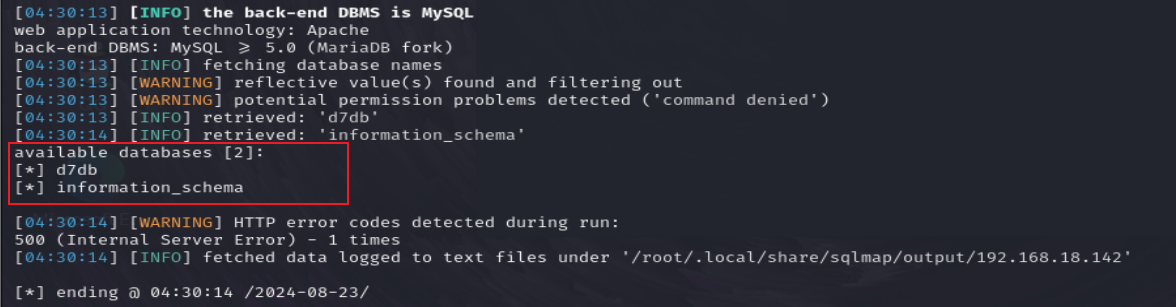 [04:30:13] [INFO] the back-end DBMS is MySQL
web application technology: Apache
back-end DBMS: MySQL ≥ 5.0 (MariaDB fork)
[04:30:13] [INFO] fetching database names
[04:30:13] [WARNING] reflective value(s) found and filtering out
[04:30:13] [WARNING] potential permission problems detected ('command denied')
[04:30:13] [INFO] retrieved: 'd7db'
[04:30:14] [INFO] retrieved: 'information_schema'
available databases [2]:
[*] d7db
[*] information_schema
[04:30:14] [WARNING] HTTP error codes detected during run:
500 (Internal Server Error) - 1 times
[04:30:14] [INFO] fetched data logged to text files under '/root/.local/share/sqlmap/output/192.168.18.142'
[*] ending @ 04:30:14 /2024-08-23/